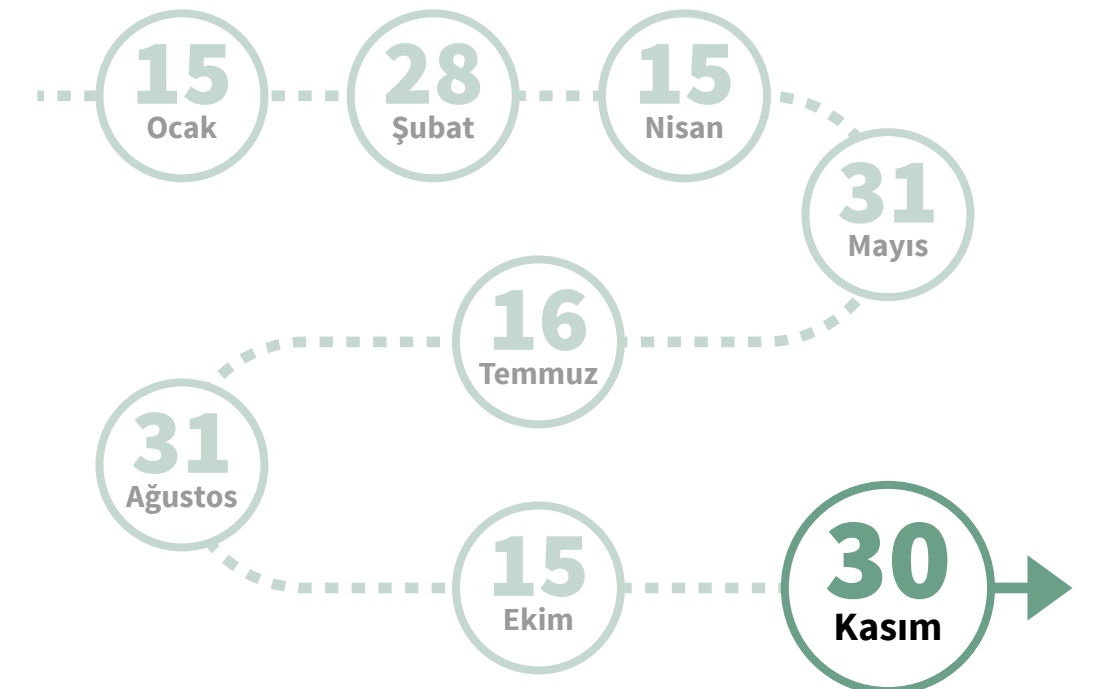 15
Ocak
28
Şubat
15
Nisan
31
Mayıs
16
Temmuz
31
Ağustos
15
Ekim
30
Kasım